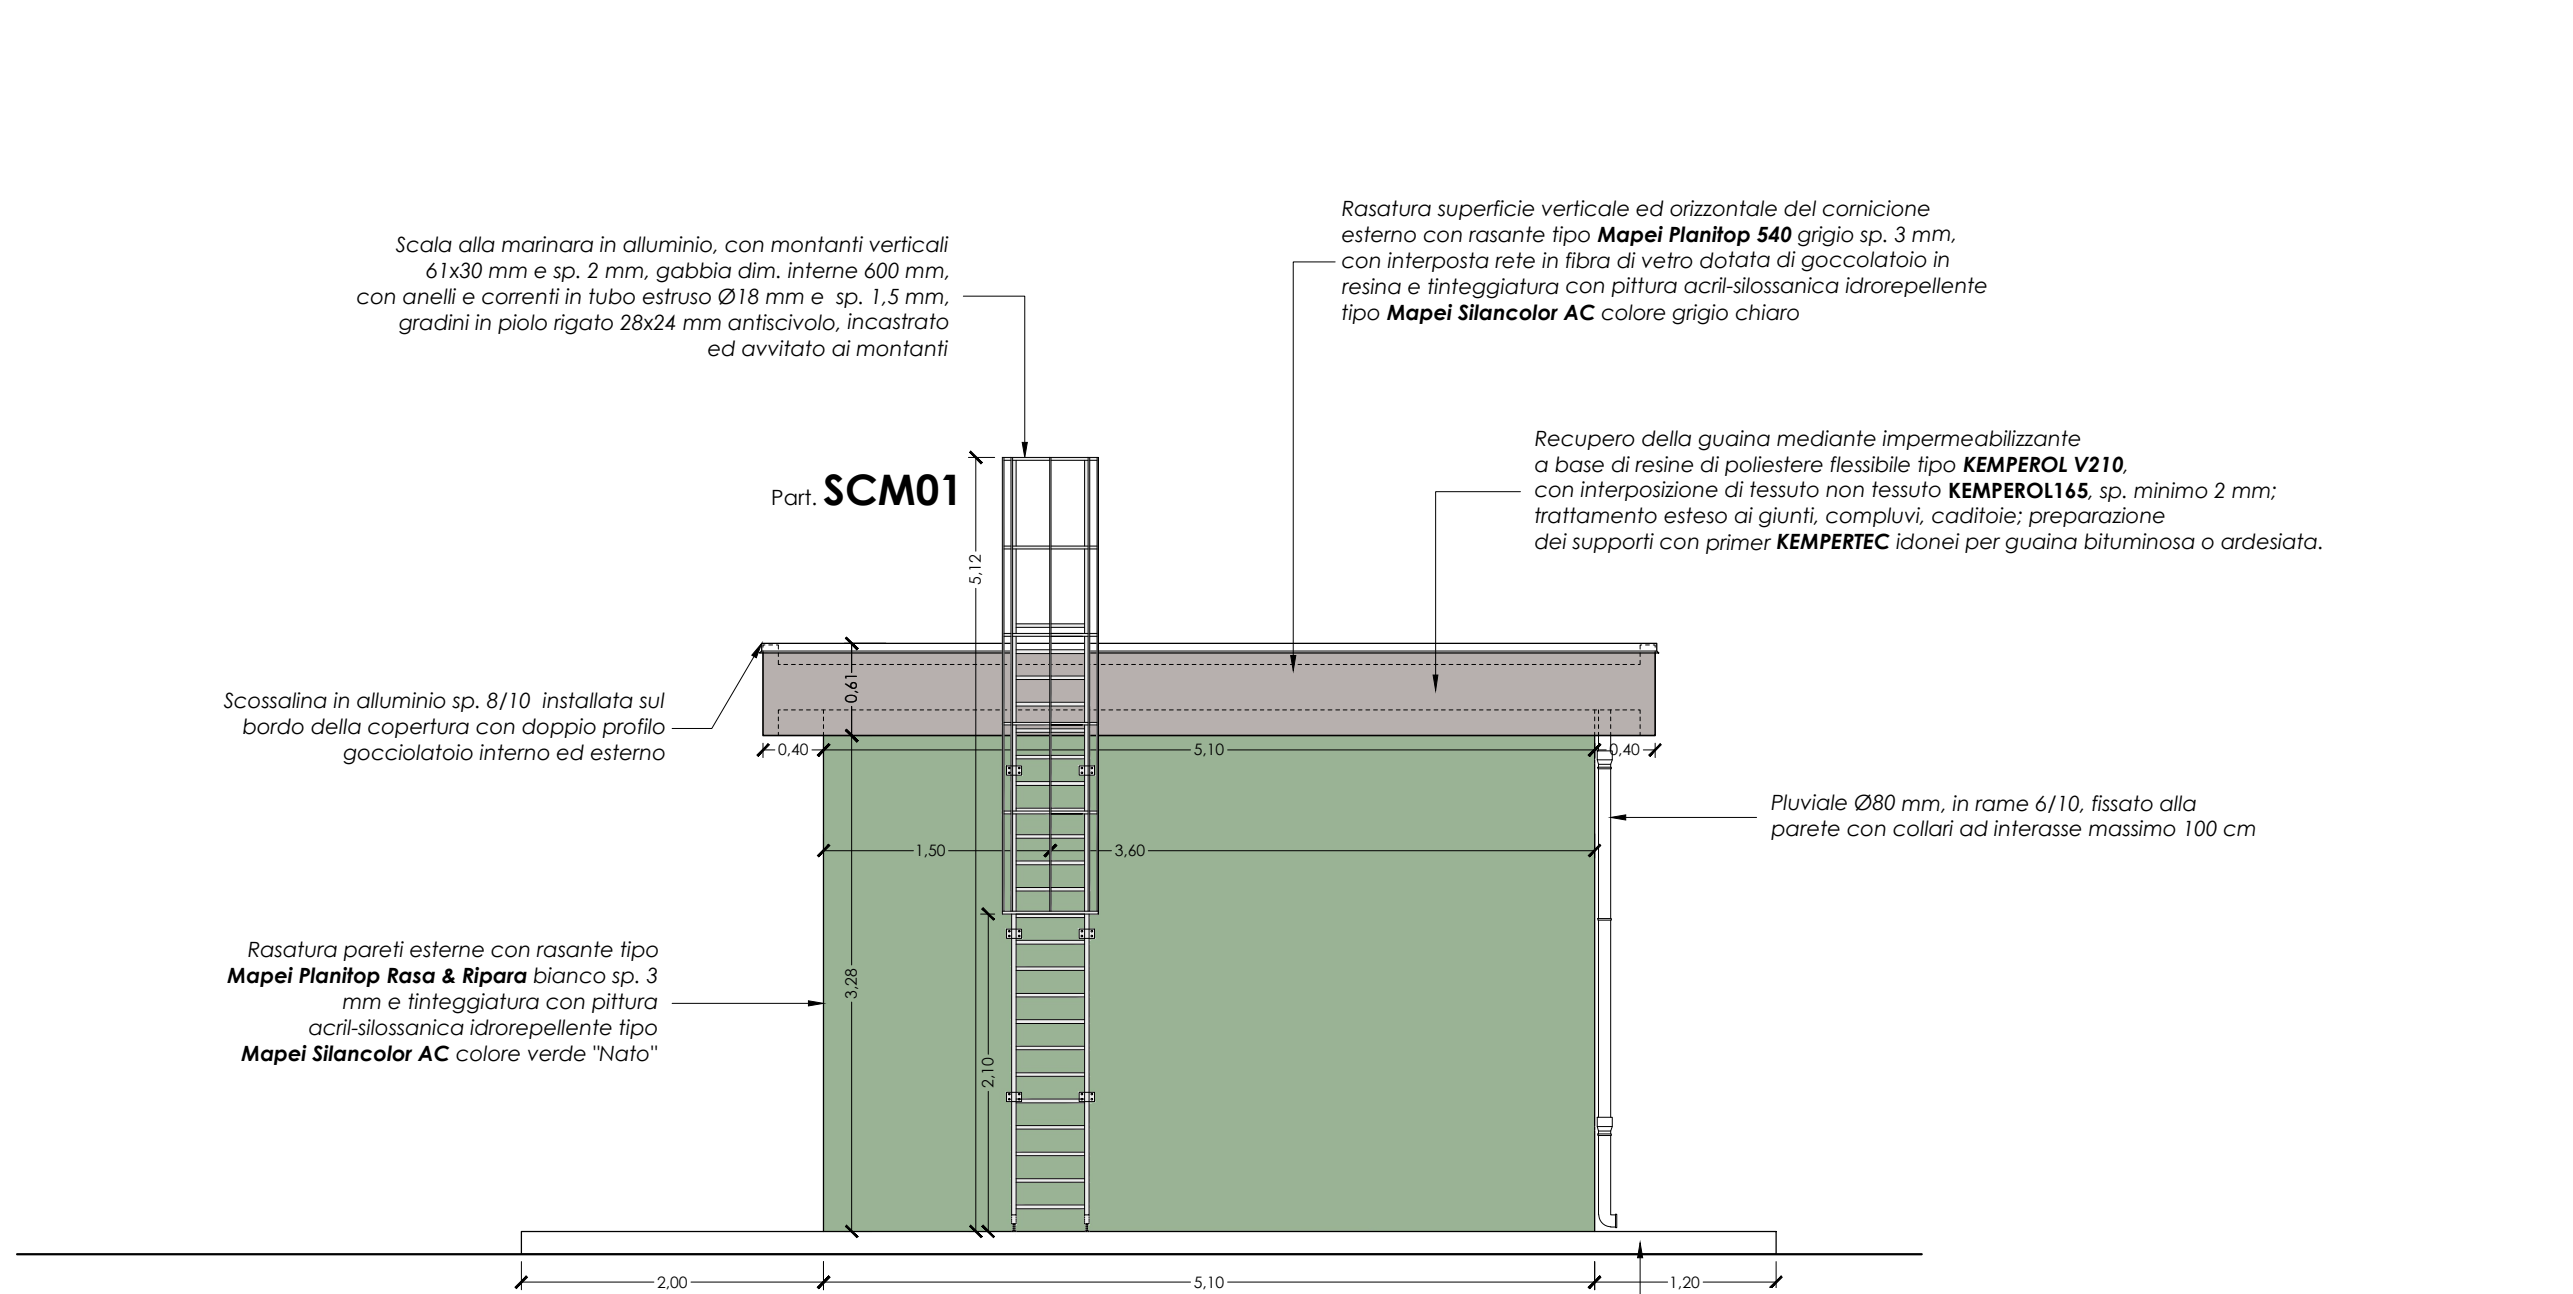 Scala alla marinara in alluminio, con montanti verticali
61x30 mm e sp. 2 mm, gabbia dim. interne 600 mm,
con anelli e correnti in tubo estruso Ø18 mm e  sp. 1,5 mm,
gradini in piolo rigato 28x24 mm antiscivolo, incastrato
ed avvitato ai montanti
Rasatura superficie verticale ed orizzontale del cornicione
esterno con rasante tipo Mapei Planitop 540 grigio sp. 3 mm,
con interposta rete in fibra di vetro dotata di goccolatoio in
resina e tinteggiatura con pittura acril-silossanica idrorepellente
tipo Mapei Silancolor AC colore grigio chiaro
Recupero della guaina mediante impermeabilizzante
a base di resine di poliestere flessibile tipo KEMPEROL V210,
con interposizione di tessuto non tessuto KEMPEROL165, sp. minimo 2 mm;
trattamento esteso ai giunti, compluvi, caditoie; preparazione
dei supporti con primer KEMPERTEC idonei per guaina bituminosa o ardesiata.
Part. SCM01
5,12
Scossalina in alluminio sp. 8/10  installata sul
bordo della copertura con doppio profilo
gocciolatoio interno ed esterno
0,61
0,40
5,10
0,40
Pluviale Ø80 mm, in rame 6/10, fissato alla
parete con collari ad interasse massimo 100 cm
1,50
3,60
Rasatura pareti esterne con rasante tipo
Mapei Planitop Rasa & Ripara bianco sp. 3
mm e tinteggiatura con pittura
acril-silossanica idrorepellente tipo
Mapei Silancolor AC colore verde "Nato"
3,28
2,10
2,00
5,10
1,20